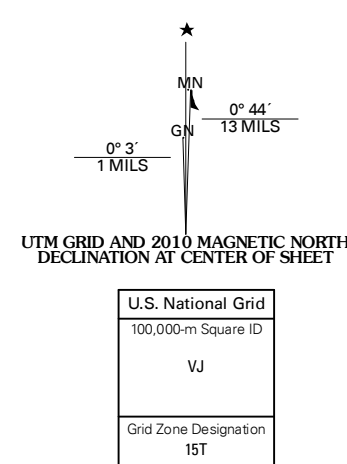 MN
0° 44´
13 MILS
GN
0° 3´
1 MILS
UTM GRID AND 2010 MAGNETIC NORTH
DECLINATION AT CENTER OF SHEET
U.S. National Grid
100,000-m Square ID
VJ
Grid Zone Designation
15T